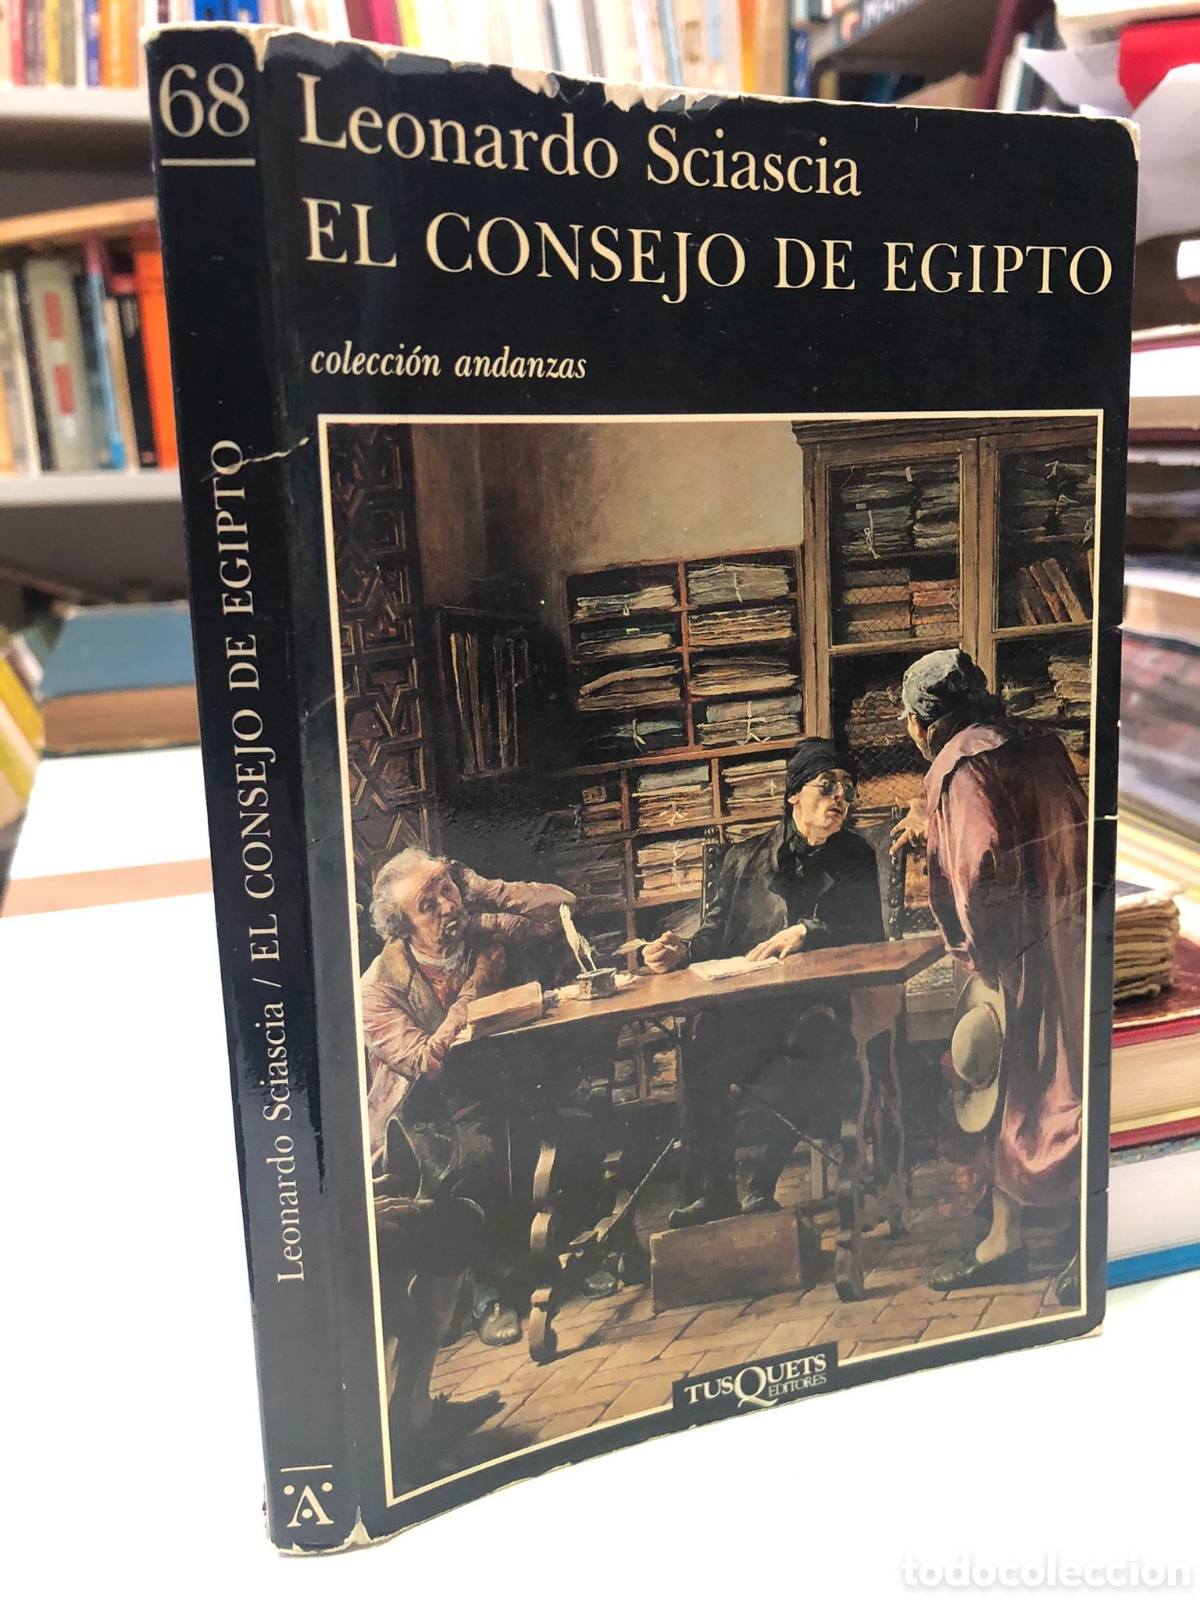 68
Leonardo Sciascia
EL CONSEJO DE EGIPTO
colección andanzas
Leonardo Sciascia / EL CONSEJO DE EGIPTO
TUSQUETS
EDITORES
A
todocoleccion